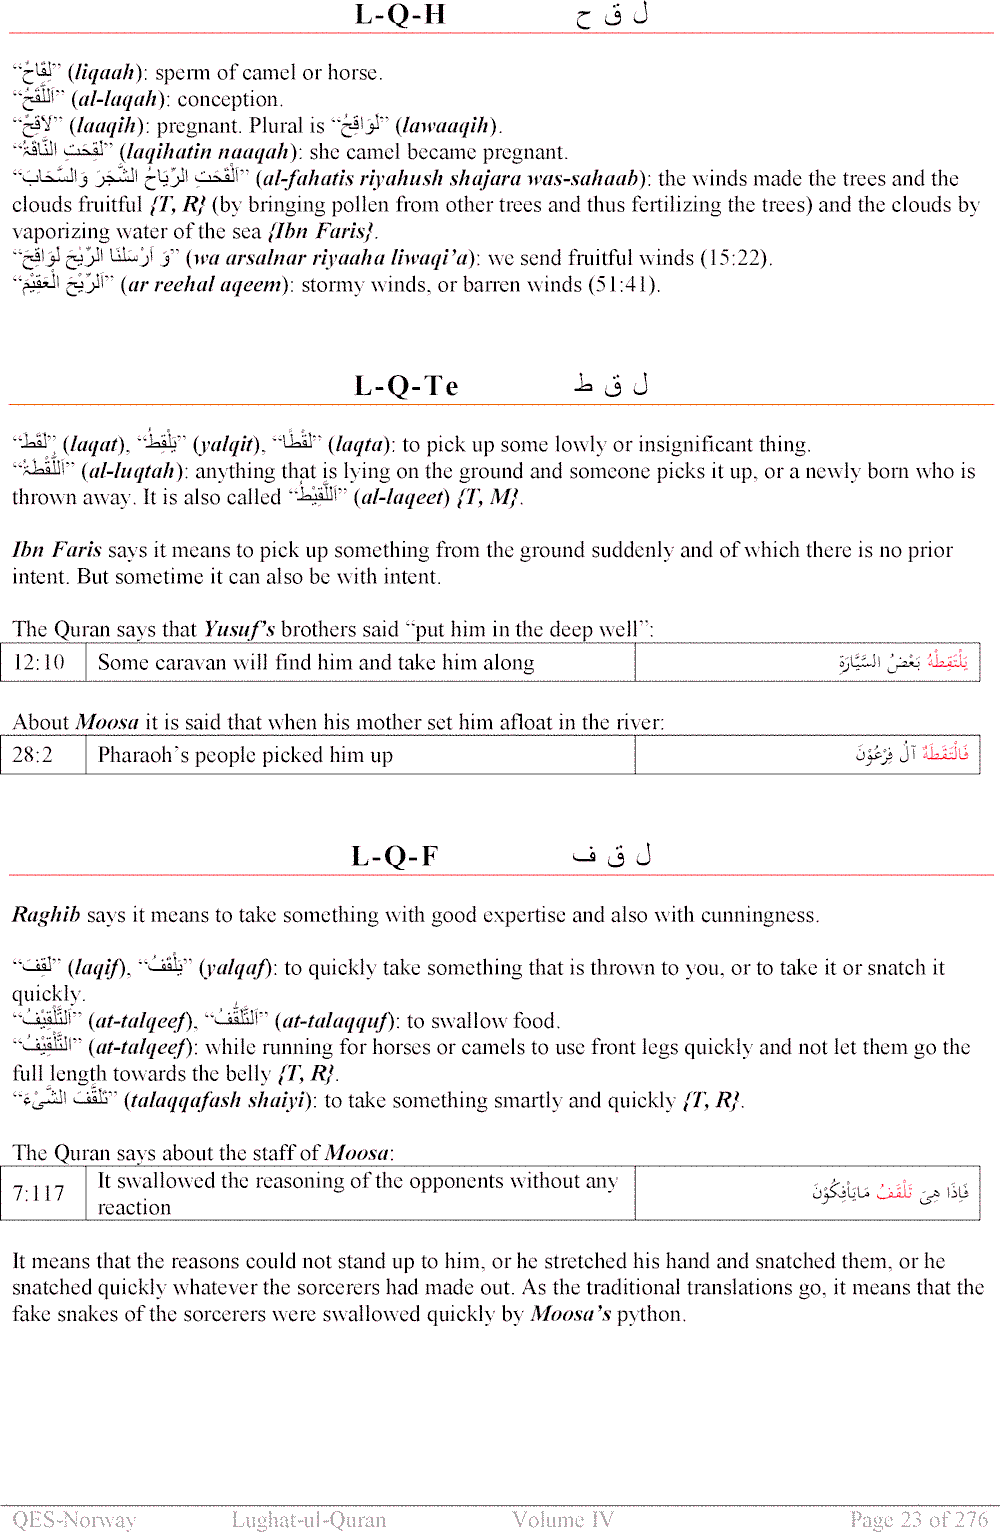 L-Q-H ل ق ح
“لِقَاحٌ” (liqaah): sperm of camel or horse.
“اَللَّقَحُ” (al-laqah): conception.
“لاَقِحٌ” (laaqih): pregnant. Plural is “لَوَاقِحُ” (lawaaqih).
“لَقِحَتِ النَّاقَۃُ” (laqihatin naaqah): she camel became pregnant.
“اَلْقَحَتِ الرِّیَاحُ الشَّجَرَ وَالسَّحَابَ” (al-fahatis riyahush shajara was-sahaab): the winds made the trees and the
clouds fruitful {T, R} (by bringing pollen from other trees and thus fertilizing the trees) and the clouds by
vaporizing water of the sea {Ibn Faris}.
“وَ اَرْسَلْنَا الرِّیٰحَ لَوَاقِحَ” (wa arsalnar riyaaha liwaqi’a): we send fruitful winds (15:22).
“اَلرِّیْحَ الْعَقِیْمَ” (ar reehal aqeem): stormy winds, or barren winds (51:41).
L-Q-Te ل ق ط
“لَقَطَ” (laqat), “یَلْقِطُ” (yalqit), “لَقْطًا” (laqta): to pick up some lowly or insignificant thing.
“اَللُّقْطَۃُ” (al-luqtah): anything that is lying on the ground and someone picks it up, or a newly born who is
thrown away. It is also called “اَللَّقِیْطُ” (al-laqeet) {T, M}.
Ibn Faris says it means to pick up something from the ground suddenly and of which there is no prior
intent. But sometime it can also be with intent.
The Quran says that Yusuf’s brothers said “put him in the deep well”:
12:10 Some caravan will find him and take him along یَلْتَقِطْہُ بَعْضُ السَّیَّارَۃِ
About Moosa it is said that when his mother set him afloat in the river:
28:2 Pharaoh’s people picked him up فَالْتَقَطَہٗ آلُ فِرْعَوْنَ
L-Q-F ل ق ف
Raghib says it means to take something with good expertise and also with cunningness.
“لَقِفَ” (laqif), “یَلْقَفُ” (yalqaf): to quickly take something that is thrown to you, or to take it or snatch it
quickly.
“اَلتَّلْقِیْفُ” (at-talqeef), “اَلتَّلَقُّفُ” (at-talaqquf): to swallow food.
“اَلتَّلْقِیْفُ” (at-talqeef): while running for horses or camels to use front legs quickly and not let them go the
full length towards the belly {T, R}.
“تَلَقَّفَ الشَّیْءَ” (talaqqafash shaiyi): to take something smartly and quickly {T, R}.
The Quran says about the staff of Moosa:
7:117 It swallowed the reasoning of the opponents without any فَاِذَا ھِیَ تَلْقَفُ مَایَاْفِکُوْنَ
reaction
It means that the reasons could not stand up to him, or he stretched his hand and snatched them, or he
snatched quickly whatever the sorcerers had made out. As the traditional translations go, it means that the
fake snakes of the sorcerers were swallowed quickly by Moosa’s python.
QES-Norway Lughat-ul-Quran Volume IV Page 23 of 276